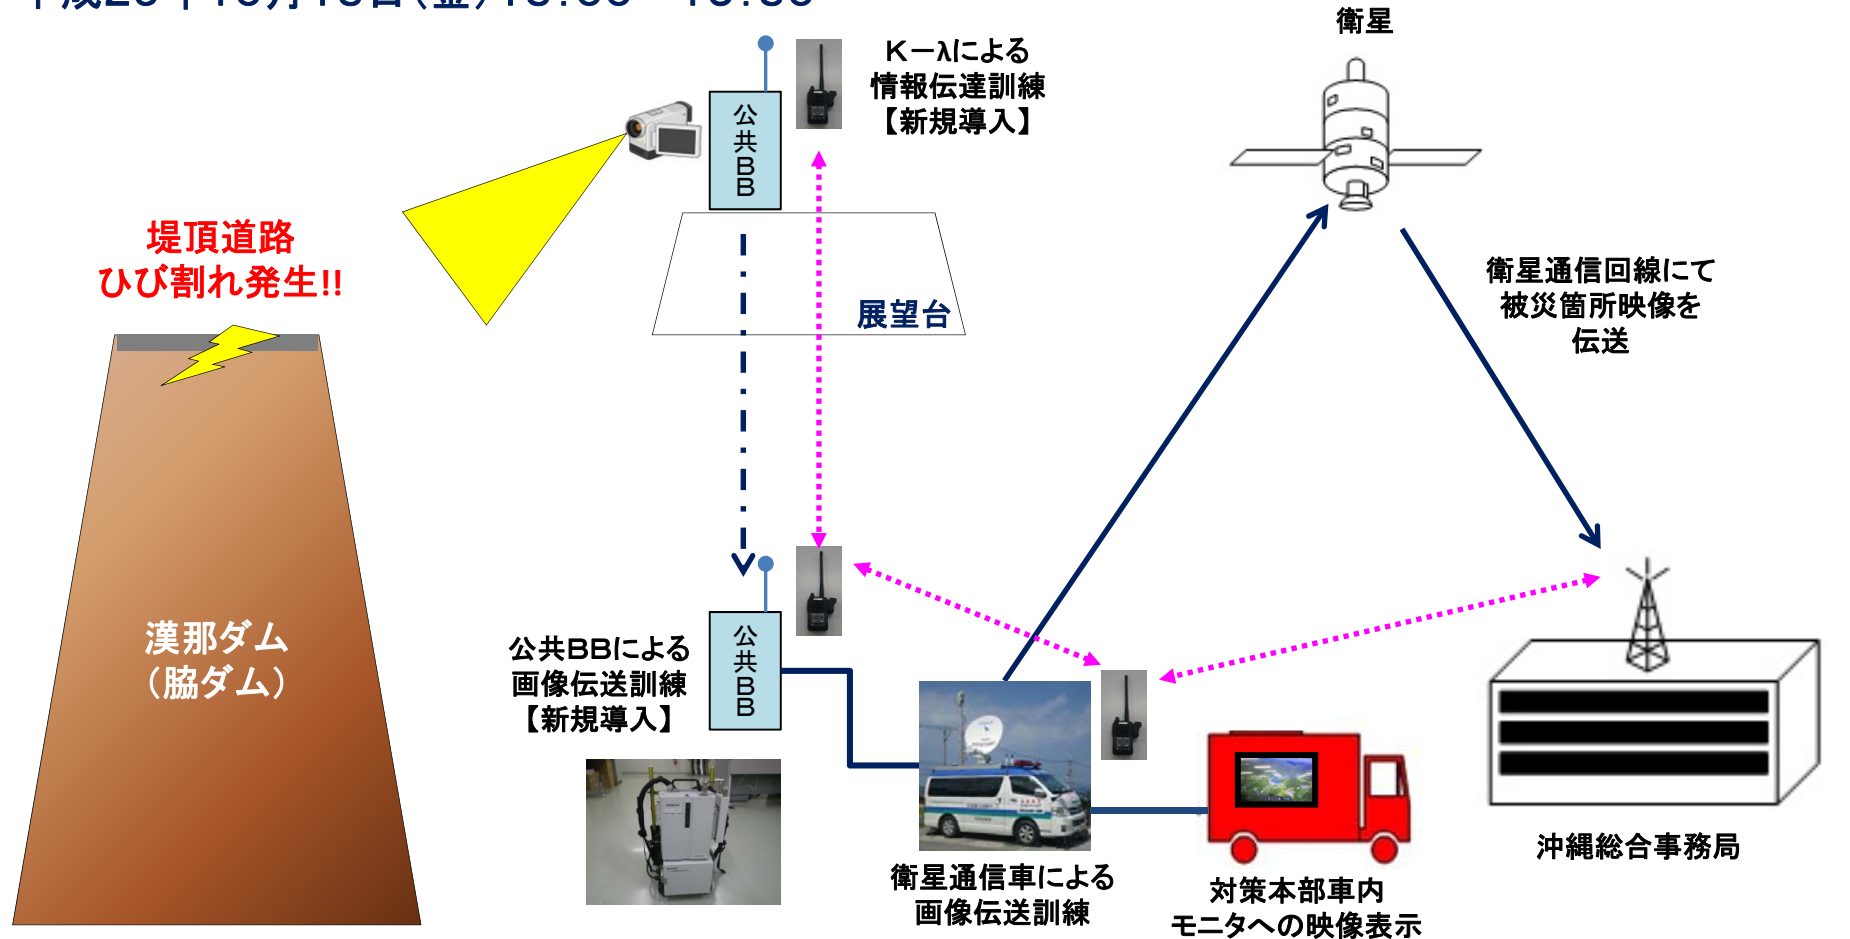 衛星
K－λによる
情報伝達訓練
【新規導入】
公共BB
堤頂道路
ひび割れ発生!!
展望台
衛星通信回線にて
被災箇所映像を
伝送
漢那ダム
（脇ダム）
公共BBによる
画像伝送訓練
【新規導入】
公共BB
衛星通信車による
画像伝送訓練
対策本部車内
モニタへの映像表示
沖縄総合事務局